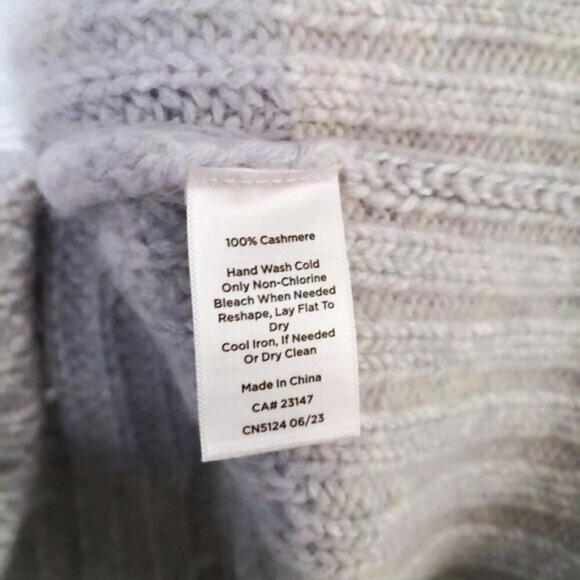 100% Cashmere
Hand Wash Cold
Only Non-Chlorine
Bleach When Needed
Reshape, Lay Flat To
Dry
Cool Iron, If Needed
Or Dry Clean
Made In China
CA# 23147
CN5124 06/23